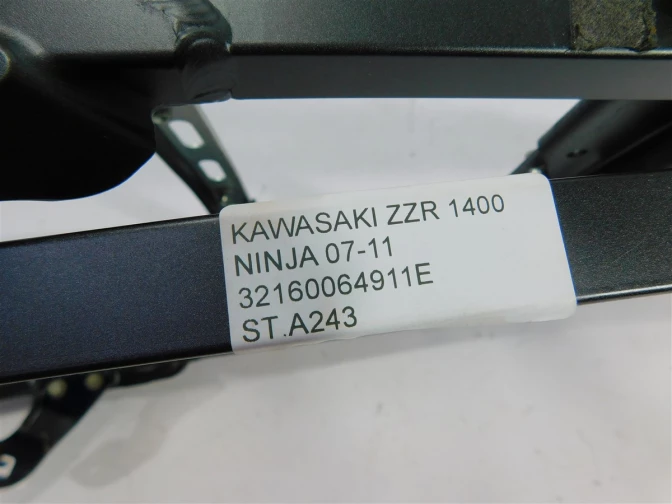 KAWASAKI ZZR 1400
NINJA 07-11
32160064911E
ST.A243